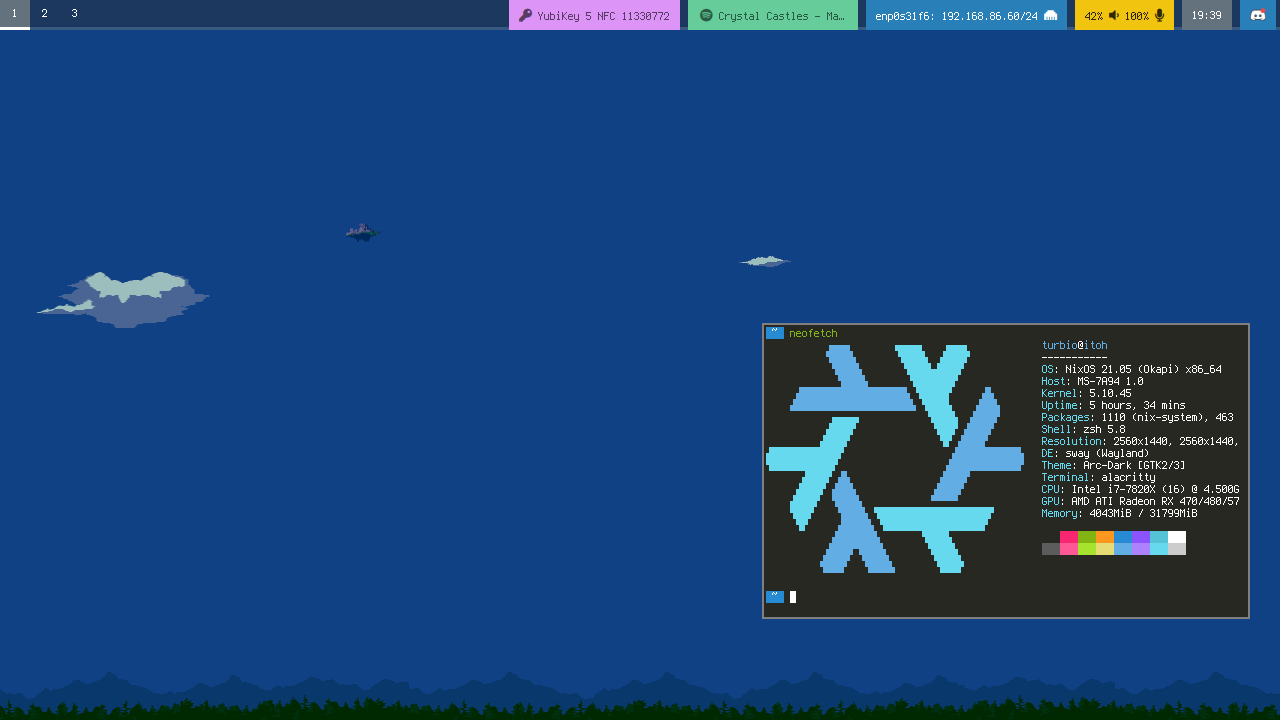 1 2 3 YubiKey 5 NFC 11330772 Crystal Castles – Ma… enp0s31f6: 192.168.86.60/24 42% 100% 19:39
~ neofetch
turbio@itoh
-----------
OS: NixOS 21.05 (Okapi) x86_64
Host: MS-7A94 1.0
Kernel: 5.10.45
Uptime: 5 hours, 34 mins
Packages: 1110 (nix-system), 463
Shell: zsh 5.8
Resolution: 2560x1440, 2560x1440,
DE: sway (Wayland)
Theme: Arc-Dark [GTK2/3]
Terminal: alacritty
CPU: Intel i7-7820X (16) @ 4.500G
GPU: AMD ATI Radeon RX 470/480/57
Memory: 4043MiB / 31799MiB
~